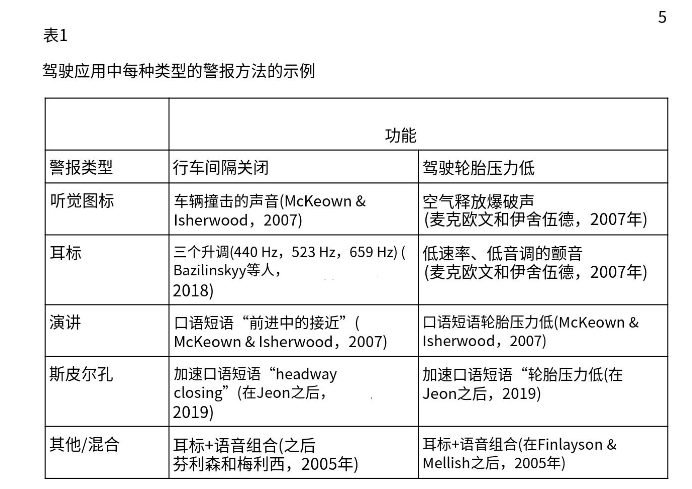 5
表1
驾驶应用中每种类型的警报方法的示例
功能
警报类型
行车间隔关闭
驾驶轮胎压力低
听觉图标
车辆撞击的声音(McKeown &
Isherwood，2007)
空气释放爆破声
(麦克欧文和伊舍伍德，2007年)
耳标
三个升调(440 Hz，523 Hz，659 Hz) (
Bazilinskyy等人，
2018)
低速率、低音调的颤音
(麦克欧文和伊舍伍德，2007年)
演讲
口语短语“前进中的接近”(
McKeown & Isherwood，2007)
口语短语轮胎压力低(McKeown &
Isherwood，2007)
斯皮尔孔
加速口语短语“headway
closing”(在Jeon之后，
2019)
加速口语短语“轮胎压力低(在
Jeon之后，2019)
其他/混合
耳标+语音组合(之后
芬利森和梅利西，2005年)
耳标+语音组合(在Finlayson &
Mellish之后，2005年)